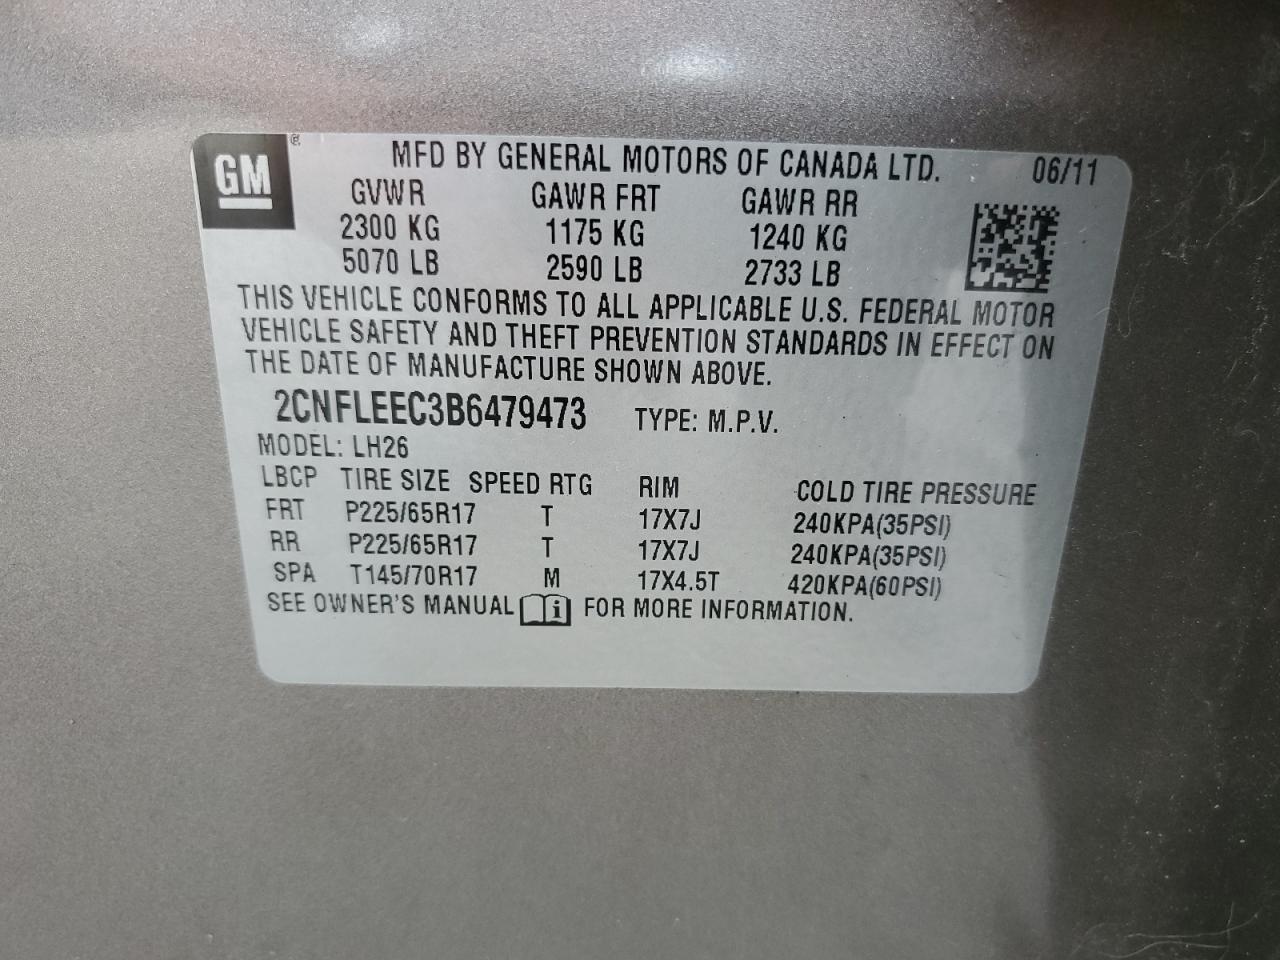 GM ® MFD BY GENERAL MOTORS OF CANADA LTD. 06/11
GVWR GAWR FRT GAWR RR
2300 KG 1175 KG 1240 KG
5070 LB 2590 LB 2733 LB
THIS VEHICLE CONFORMS TO ALL APPLICABLE U.S. FEDERAL MOTOR
VEHICLE SAFETY AND THEFT PREVENTION STANDARDS IN EFFECT ON
THE DATE OF MANUFACTURE SHOWN ABOVE.
2CNFLEEC3B6479473 TYPE: M.P.V.
MODEL: LH26
LBCP TIRE SIZE SPEED RTG RIM COLD TIRE PRESSURE
FRT P225/65R17 T 17X7J 240KPA(35PSI)
RR P225/65R17 T 17X7J 240KPA(35PSI)
SPA T145/70R17 M 17X4.5T 420KPA(60PSI)
SEE OWNER'S MANUAL i FOR MORE INFORMATION.